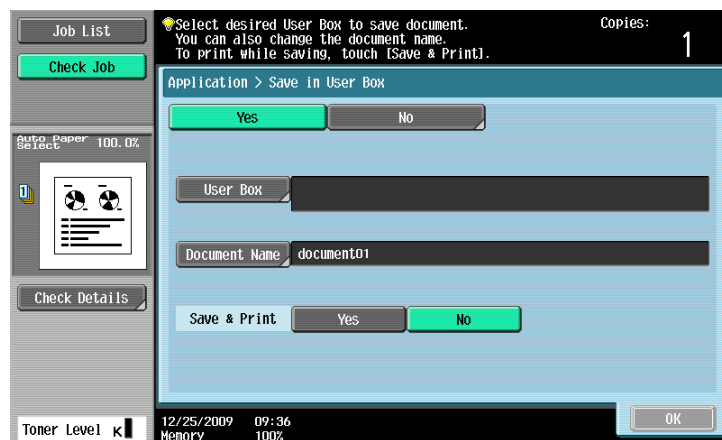 Job List
Check Job
Select desired User Box to save document.
You can also change the document name.
To print while saving, touch [Save & Print].
Copies:
1
Application > Save in User Box
Yes
No
Auto Paper Select
100.0%
1
User Box
Document Name
document01
Check Details
Save & Print
Yes
No
OK
Toner Level K
12/25/2009 09:36
Memory 100%